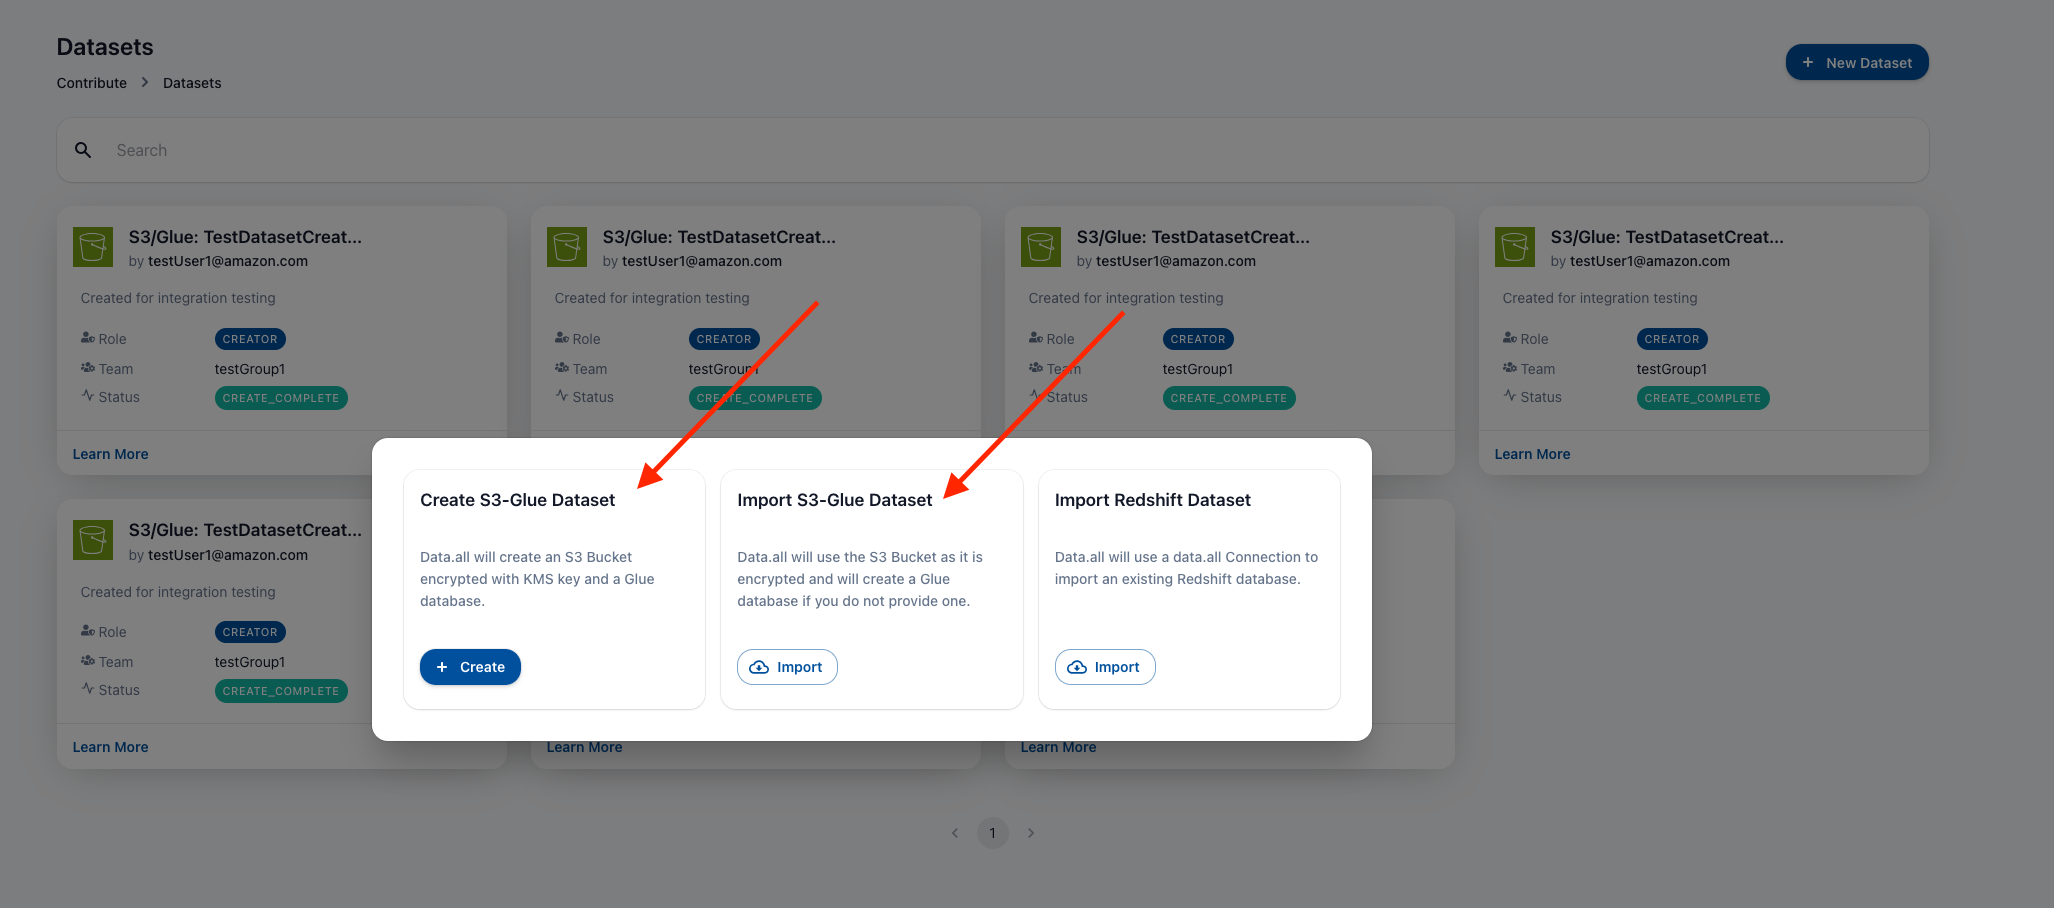 Datasets
Contribute > Datasets
+ New Dataset
Search
S3/Glue: TestDatasetCreat...
by testUser1@amazon.com
Created for integration testing
Role CREATOR
Team testGroup1
Status CREATE_COMPLETE
Learn More
S3/Glue: TestDatasetCreat...
by testUser1@amazon.com
Created for integration testing
Role CREATOR
Team testGroup1
Status CREATE_COMPLETE
S3/Glue: TestDatasetCreat...
by testUser1@amazon.com
Created for integration testing
Role CREATOR
Team testGroup1
Status CREATE_COMPLETE
S3/Glue: TestDatasetCreat...
by testUser1@amazon.com
Created for integration testing
Role CREATOR
Team testGroup1
Status CREATE_COMPLETE
Learn More
S3/Glue: TestDatasetCreat...
by testUser1@amazon.com
Created for integration testing
Role CREATOR
Team testGroup1
Status CREATE_COMPLETE
Learn More
Learn More
Learn More
Create S3-Glue Dataset
Data.all will create an S3 Bucket
encrypted with KMS key and a Glue
database.
+ Create
Import S3-Glue Dataset
Data.all will use the S3 Bucket as it is
encrypted and will create a Glue
database if you do not provide one.
Import
Import Redshift Dataset
Data.all will use a data.all Connection to
import an existing Redshift database.
Import
< 1 >